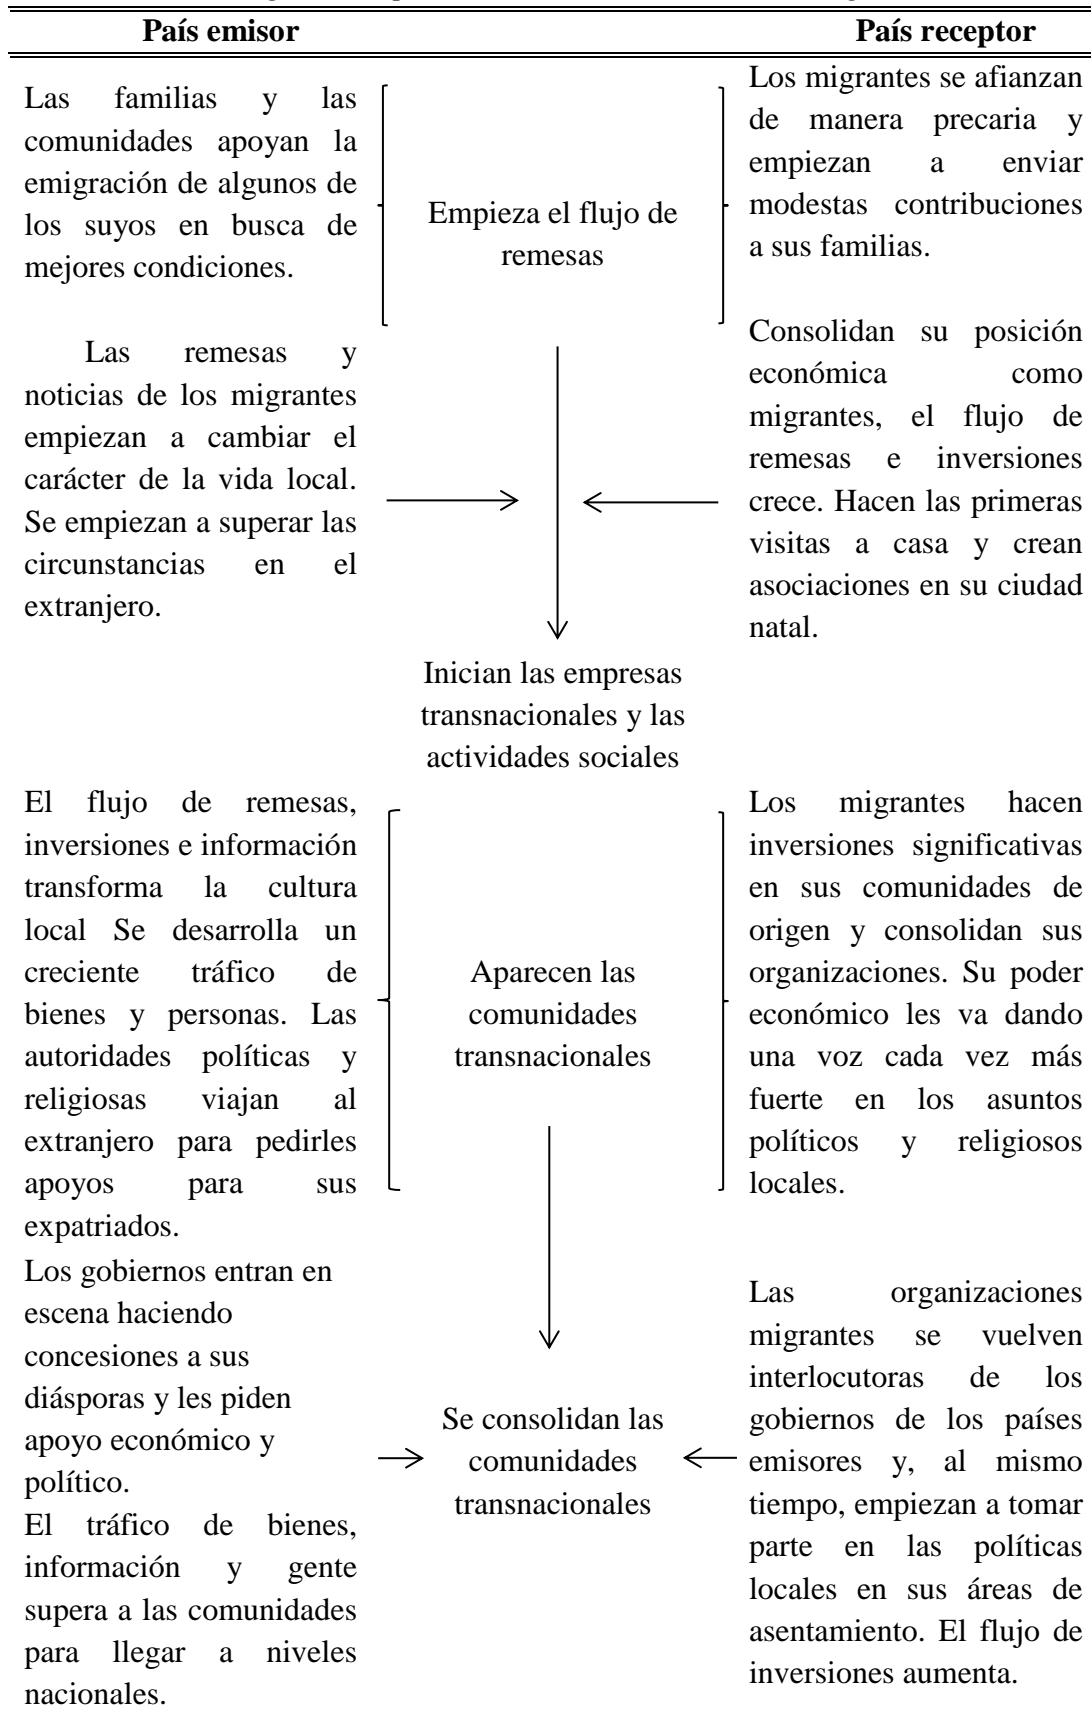 País emisor
País receptor
Las familias y las
comunidades apoyan la
emigración de algunos de
los suyos en busca de
mejores condiciones.
Empieza el flujo de
remesas
Los migrantes se afianzan
de manera precaria y
empiezan a enviar
modestas contribuciones
a sus familias.
Las remesas y
noticias de los migrantes
empiezan a cambiar el
carácter de la vida local.
Se empiezan a superar las
circunstancias en el
extranjero.
Consolidan su posición
económica como
migrantes, el flujo de
remesas e inversiones
crece. Hacen las primeras
visitas a casa y crean
asociaciones en su ciudad
natal.
Inician las empresas
transnacionales y las
actividades sociales
El flujo de remesas,
inversiones e información
transforma la cultura
local Se desarrolla un
creciente tráfico de
bienes y personas. Las
autoridades políticas y
religiosas viajan al
extranjero para pedirles
apoyos para sus
expatriados.
Aparecen las
comunidades
transnacionales
Los migrantes hacen
inversiones significativas
en sus comunidades de
origen y consolidan sus
organizaciones. Su poder
económico les va dando
una voz cada vez más
fuerte en los asuntos
políticos y religiosos
locales.
Los gobiernos entran en
escena haciendo
concesiones a sus
diásporas y les piden
apoyo económico y
político.
El tráfico de bienes,
información y gente
supera a las comunidades
para llegar a niveles
nacionales.
Se consolidan las
comunidades
transnacionales
Las organizaciones
migrantes se vuelven
interlocutoras de los
gobiernos de los países
emisores y, al mismo
tiempo, empiezan a tomar
parte en las políticas
locales en sus áreas de
asentamiento. El flujo de
inversiones aumenta.